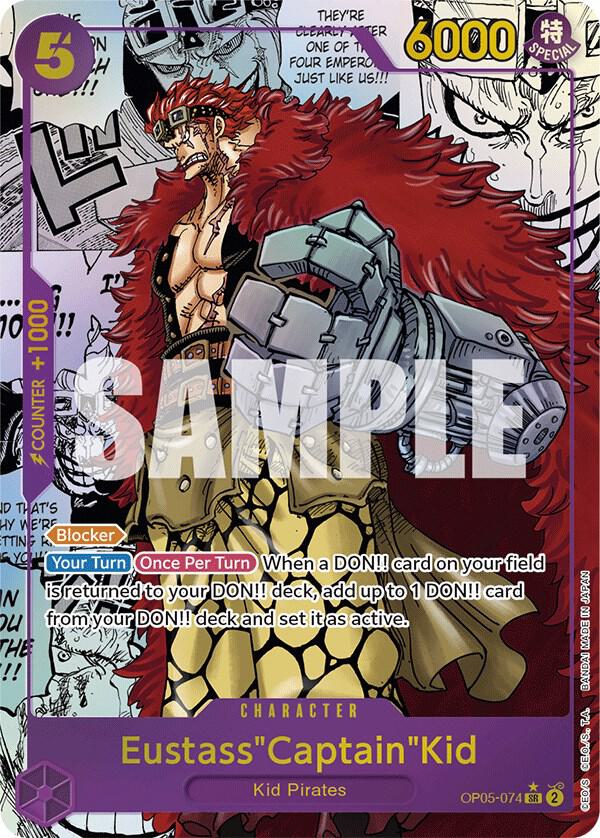 5
6000
特
SPECIAL
THEY'RE
CLEARLY AFTER
ONE OF THE
FOUR EMPEROR
JUST LIKE US!!!
COUNTER +1000
SAMPLE
Blocker
Your Turn Once Per Turn When a DON!! card on your field
is returned to your DON!! deck, add up to 1 DON!! card
from your DON!! deck and set it as active.
CHARACTER
Eustass"Captain"Kid
Kid Pirates
OP05-074 SR 2
©E.O/S ©E.O./S., T.A. BANDAI MADE IN JAPAN